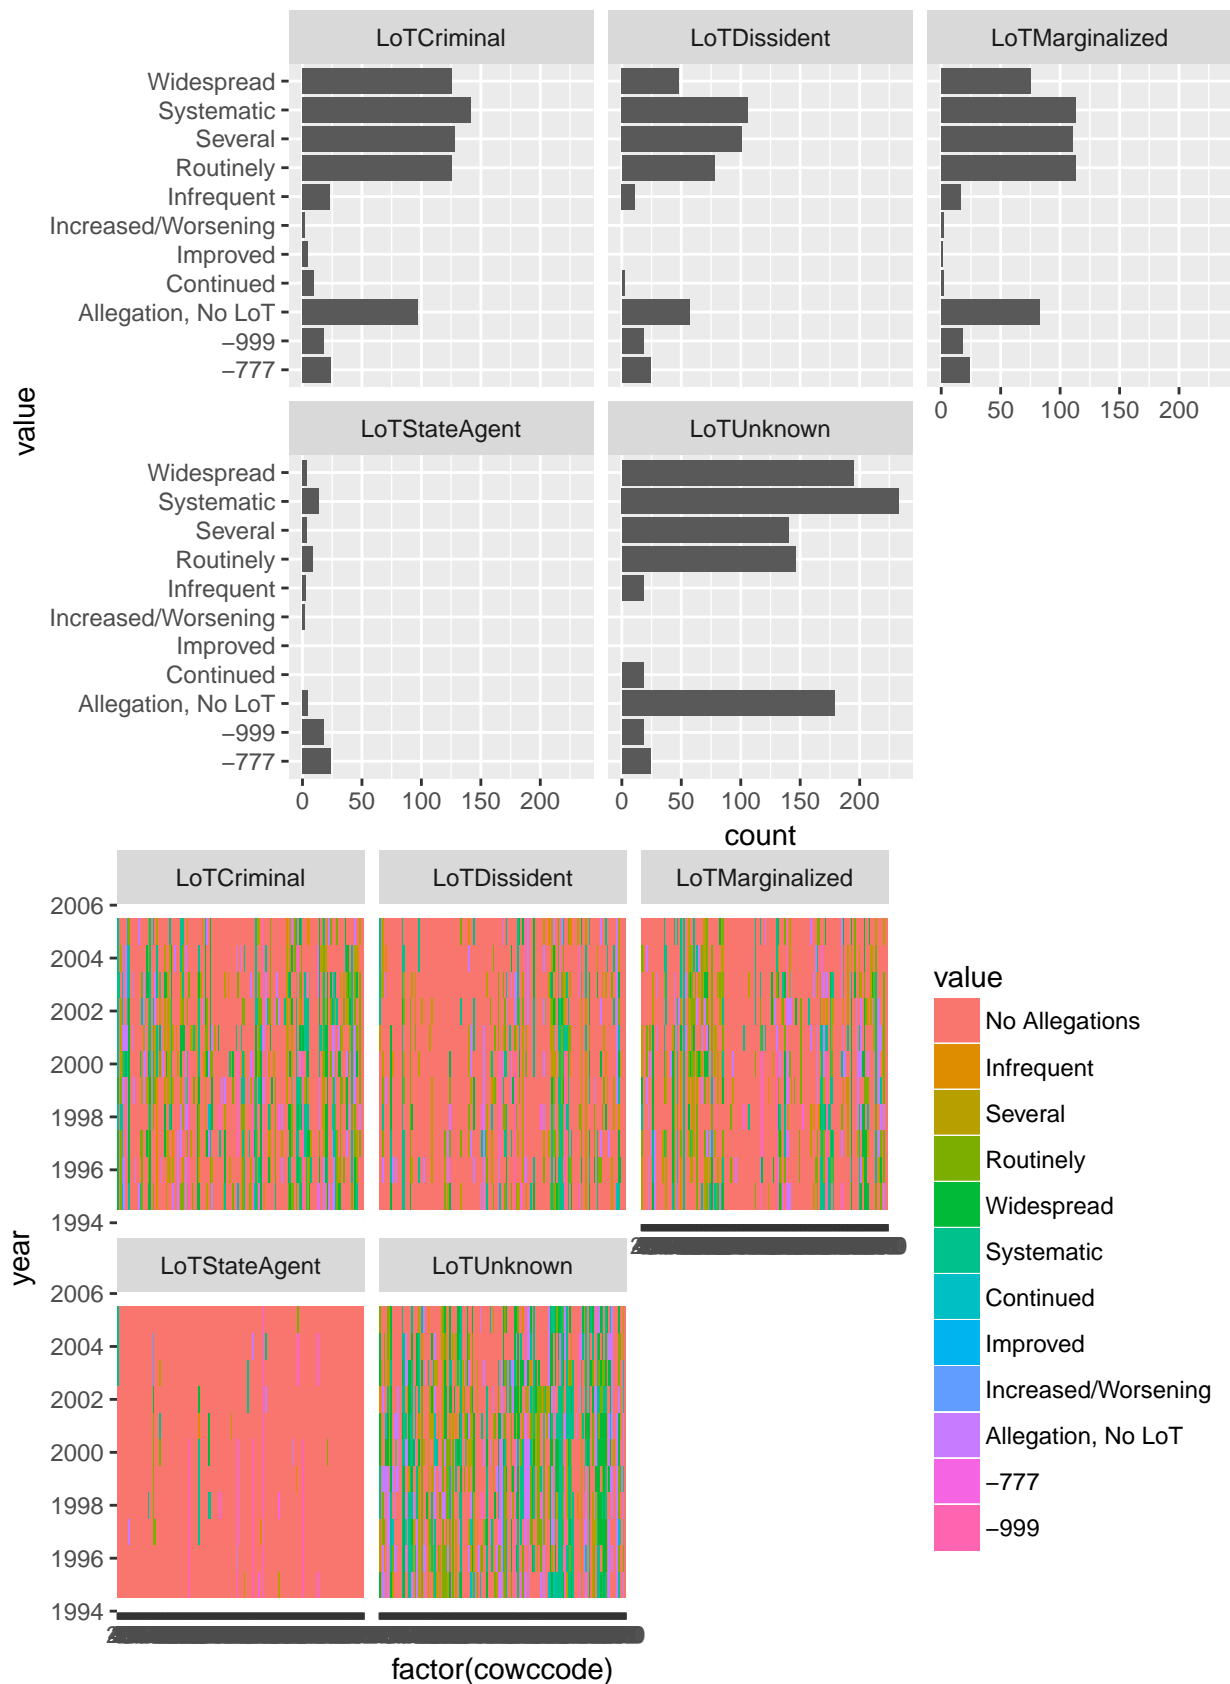 LoTCriminal LoTDissident LoTMarginalized
Widespread
Systematic
Several
Routinely
Infrequent
Increased/Worsening
Improved
Continued
Allegation, No LoT
−999
−777
0 50 100 150 200
value
LoTStateAgent LoTUnknown
Widespread
Systematic
Several
Routinely
Infrequent
Increased/Worsening
Improved
Continued
Allegation, No LoT
−999
−777
0 50 100 150 200 0 50 100 150 200
count
LoTCriminal LoTDissident LoTMarginalized
2006
2004
2002
2000
1998
1996
1994
year
LoTStateAgent LoTUnknown
2006
2004
2002
2000
1998
1996
1994
factor(cowccode)
value
No Allegations
Infrequent
Several
Routinely
Widespread
Systematic
Continued
Improved
Increased/Worsening
Allegation, No LoT
−777
−999